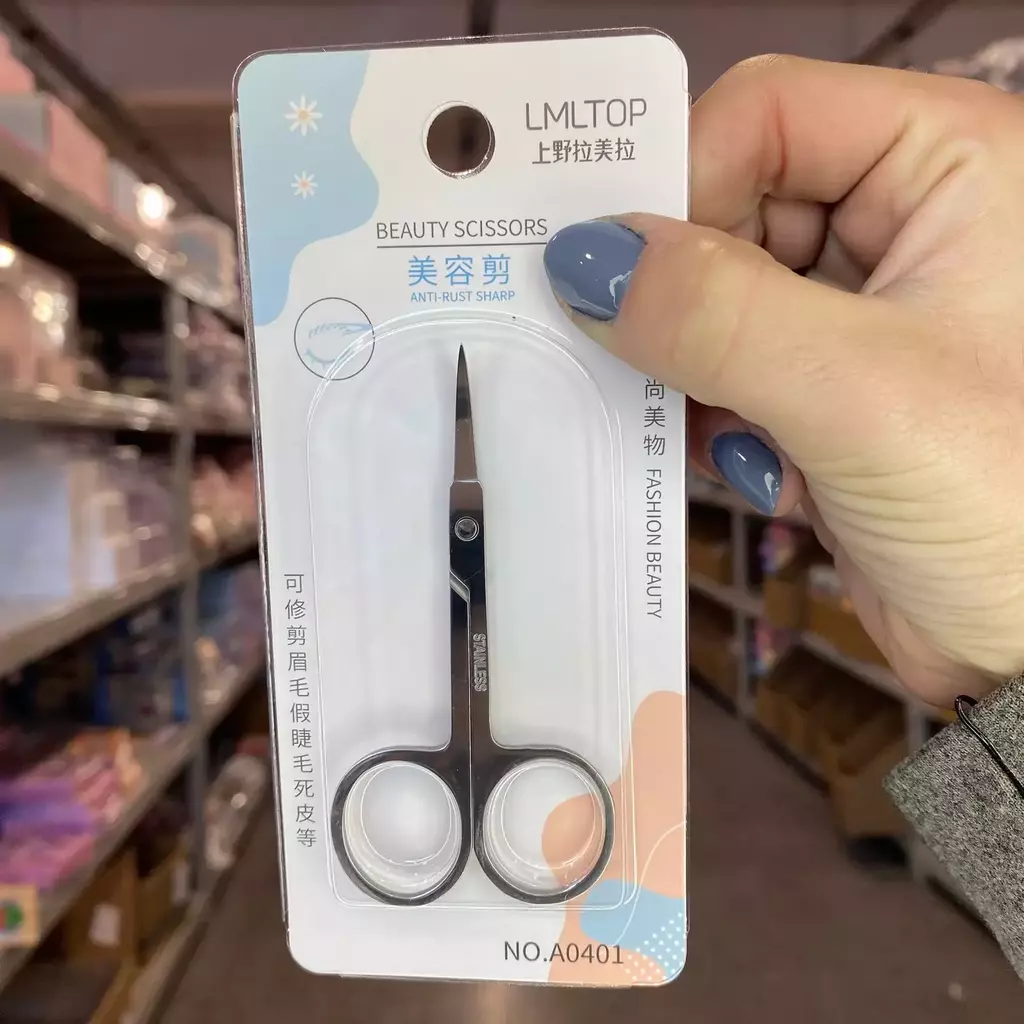 LMLTOP
上野拉美拉
BEAUTY SCISSORS
美容剪
ANTI-RUST SHARP
尚美物 FASHION BEAUTY
可修剪眉毛假睫毛死皮等
STAINLESS
NO.A0401